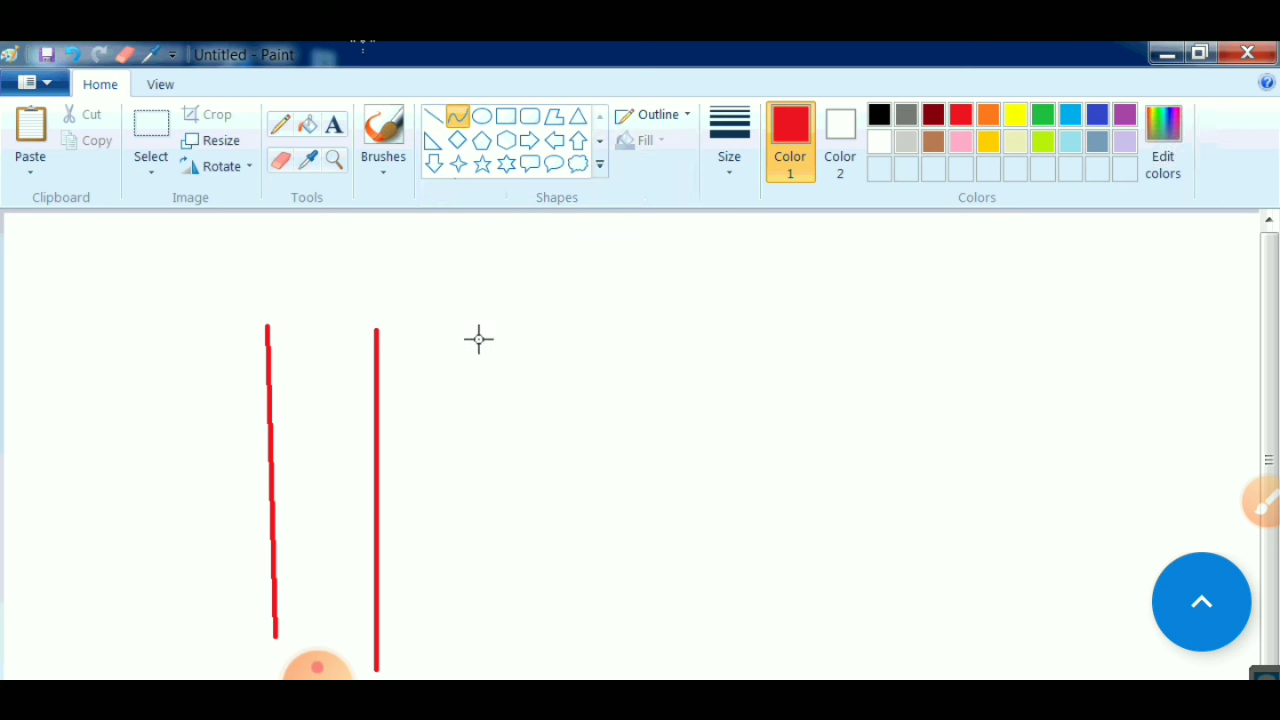 Untitled - Paint
Home View
Cut
Copy
Paste
Clipboard
Select
Crop
Resize
Rotate
Image
A
Tools
Brushes
Outline
Fill
Shapes
Size
Color 1
Color 2
Edit colors
Colors